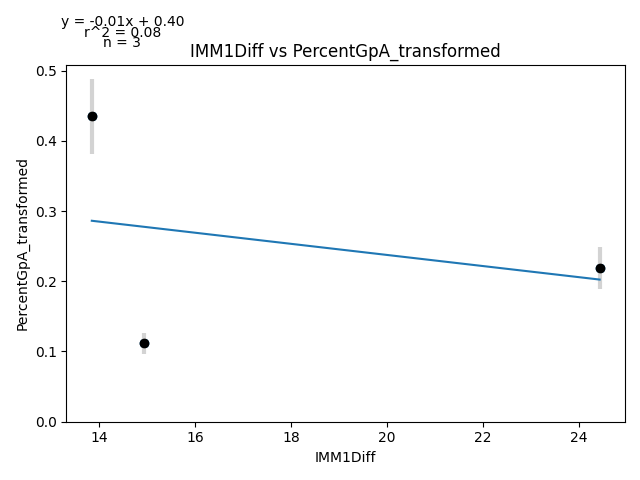 y = -0.01x + 0.40
r^2 = 0.08
n = 3
IMM1Diff vs PercentGpA_transformed
PercentGpA_transformed
0.5
0.4
0.3
0.2
0.1
0.0
14 16 18 20 22 24
IMM1Diff